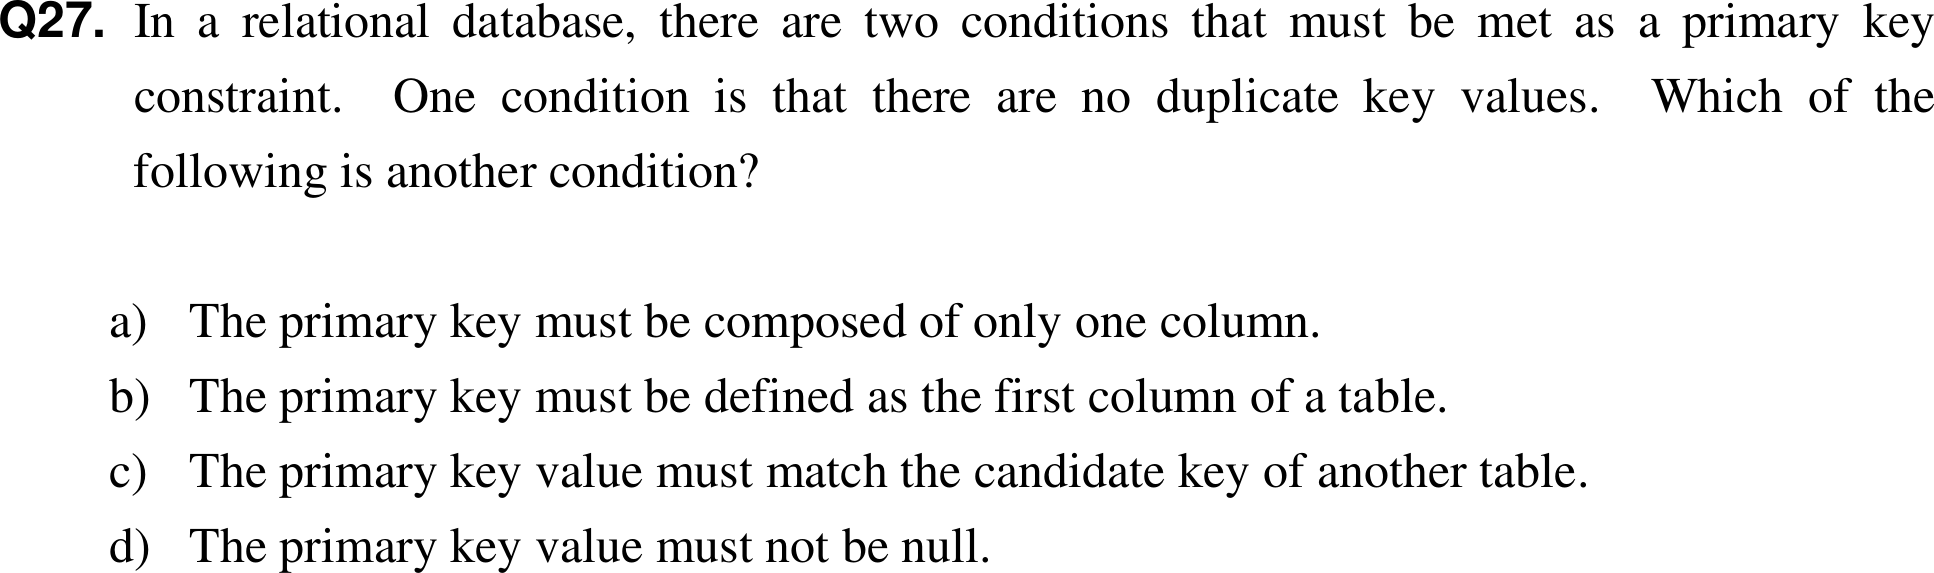 Q27. In a relational database, there are two conditions that must be met as a primary key
constraint. One condition is that there are no duplicate key values. Which of the
following is another condition?
a) The primary key must be composed of only one column.
b) The primary key must be defined as the first column of a table.
c) The primary key value must match the candidate key of another table.
d) The primary key value must not be null.